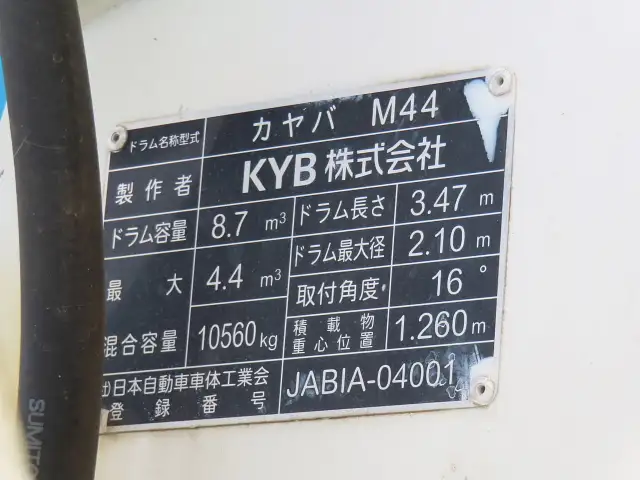 ドラム名称型式 カヤバ M44
製作者 KYB 株式会社
ドラム容量 8.7 m³ ドラム長さ 3.47 m
最大 4.4 m³ ドラム最大径 2.10 m
混合容量 10560 kg 取付角度 16°
積載物重心位置 1.260 m
日本自動車車体工業会
登録番号 JABIA-04001
SUMITO